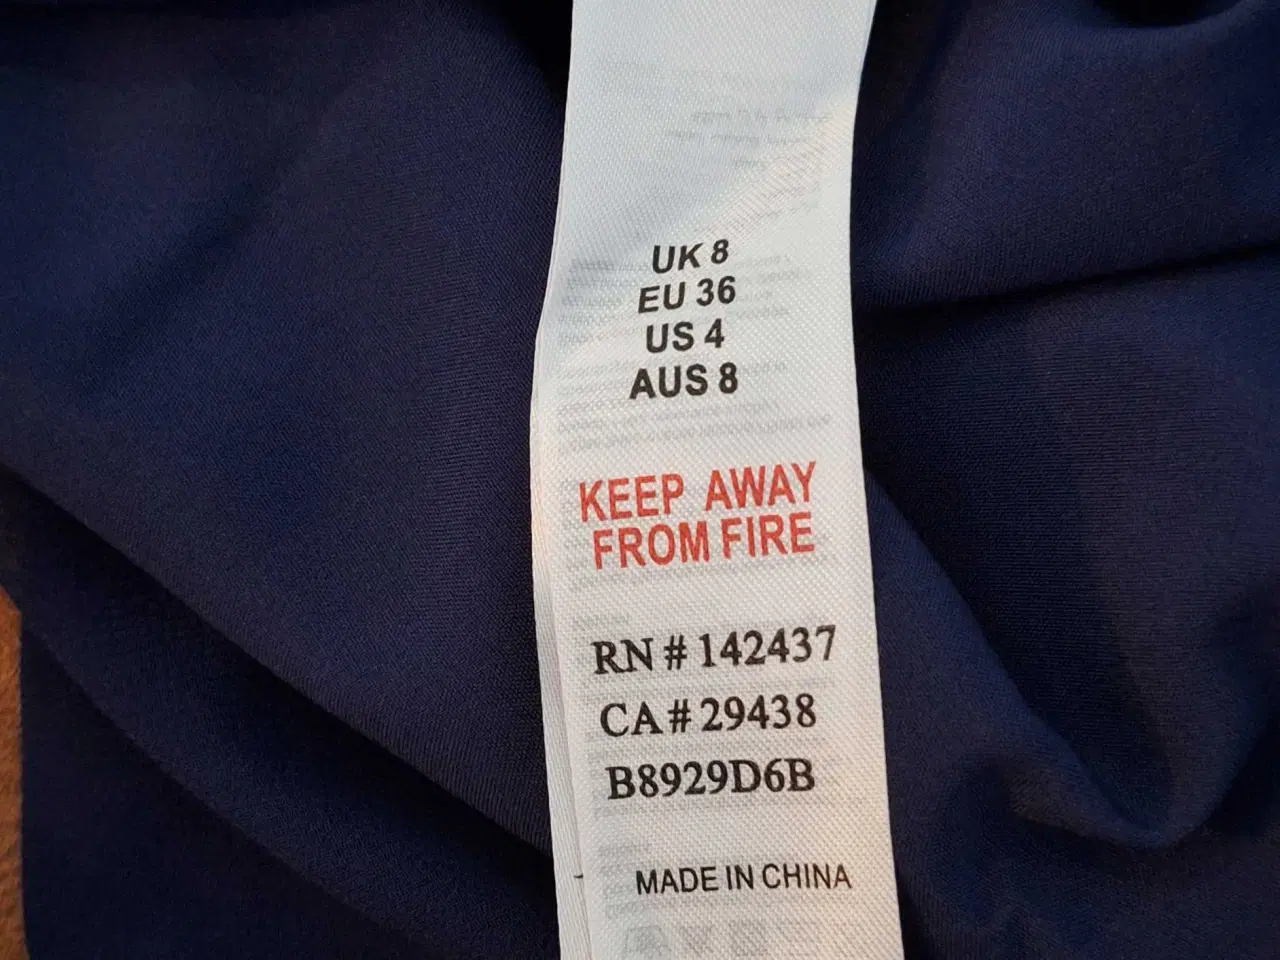 UK 8
EU 36
US 4
AUS 8
KEEP AWAY
FROM FIRE
RN # 142437
CA # 29438
B8929D6B
MADE IN CHINA